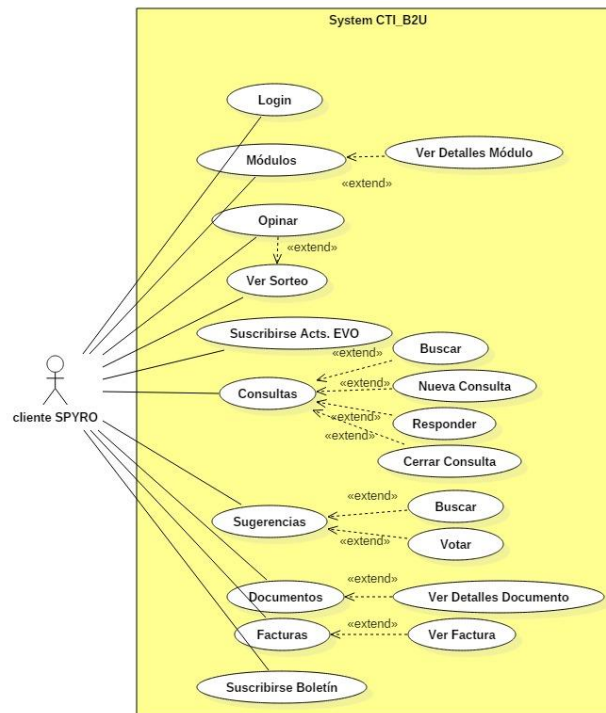 System CTI_B2U
Login
Módulos
Ver Detalles Módulo
«extend»
Opinar
«extend»
Ver Sorteo
Suscribirse Acts. EVO
«extend»
Buscar
Consultas
«extend»
Nueva Consulta
«extend»
Responder
«extend»
Cerrar Consulta
cliente SPYRO
Sugerencias
«extend»
Buscar
«extend»
Votar
Documentos
«extend»
Ver Detalles Documento
Facturas
«extend»
Ver Factura
Suscribirse Boletín